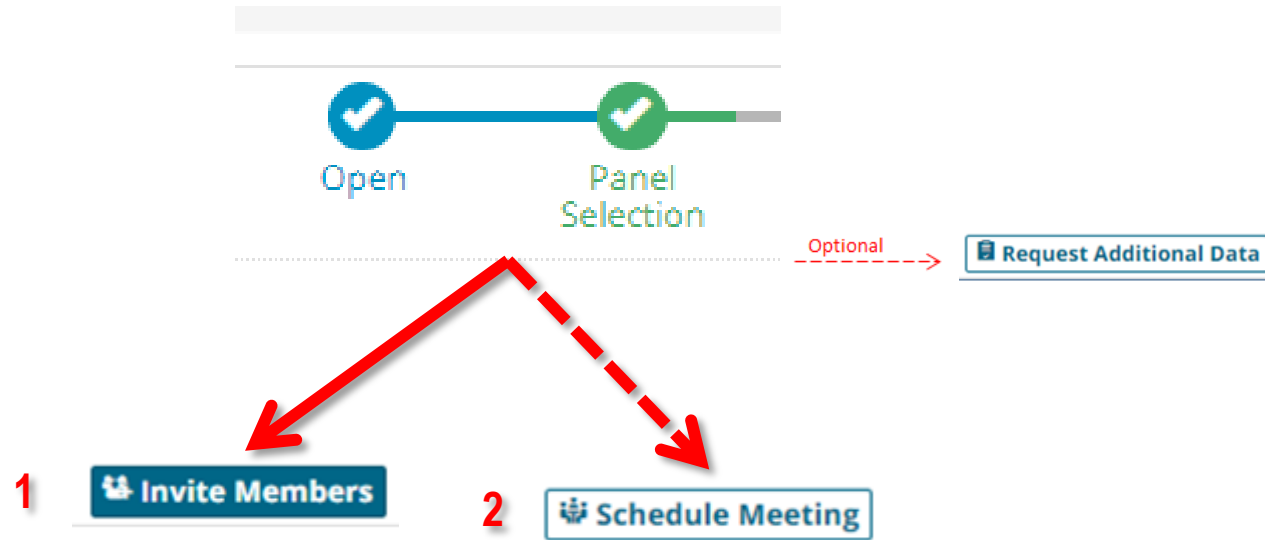 Open
Panel
Selection
Optional
Request Additional Data
1
Invite Members
2
Schedule Meeting